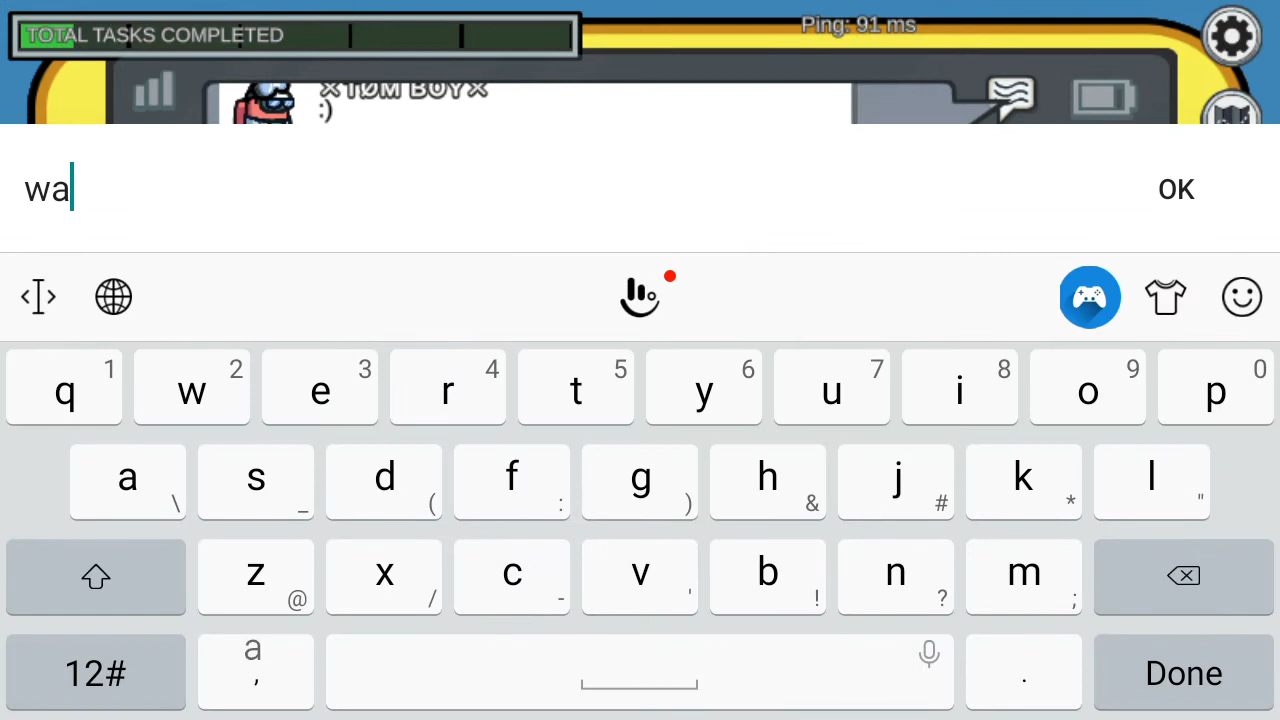 TOTAL TASKS COMPLETED
Ping: 91 ms
×TØM BOY×
:)
wa
OK
q 1 w 2 e 3 r 4 t 5 y 6 u 7 i 8 o 9 p 0
a \ s _ d ( f : g ) h & j # k * l "
z @ x / c - v ' b ! n ? m ;
12# a , . Done